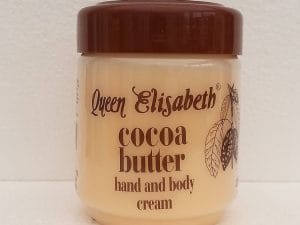 Queen Elisabeth®
cocoa
butter
hand and body
cream